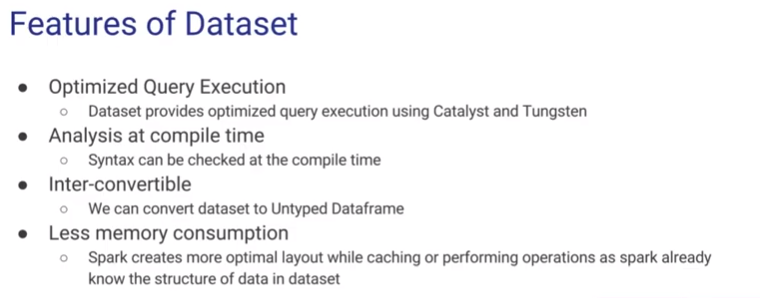 Features of Dataset
● Optimized Query Execution
○ Dataset provides optimized query execution using Catalyst and Tungsten
● Analysis at compile time
○ Syntax can be checked at the compile time
● Inter-convertible
○ We can convert dataset to Untyped Dataframe
● Less memory consumption
○ Spark creates more optimal layout while caching or performing operations as spark already
know the structure of data in dataset